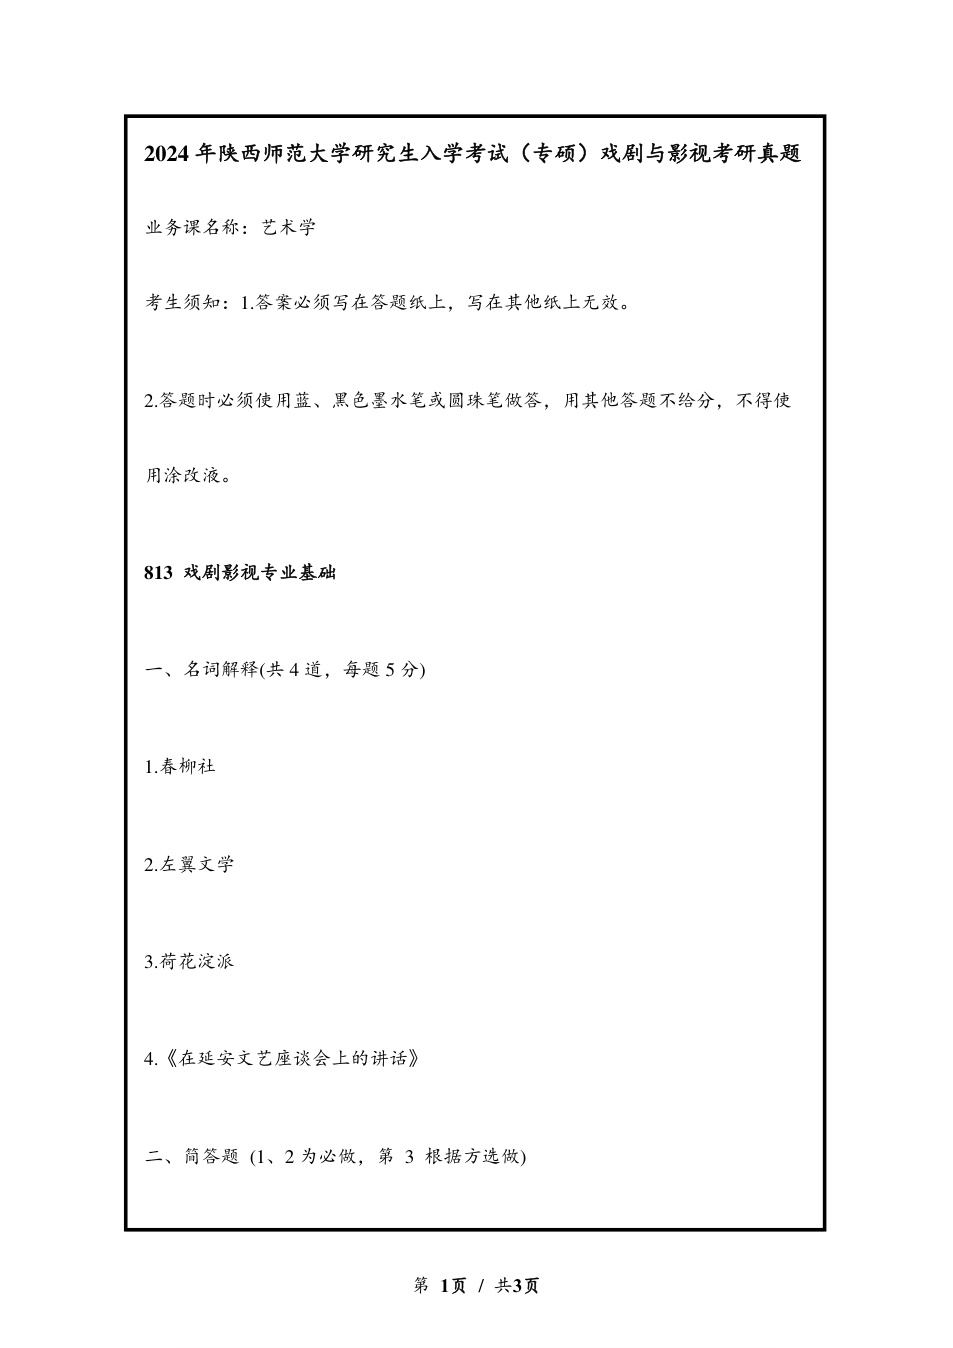 2024 年陕西师范大学研究生入学考试（专硕）戏剧与影视考研真题
业务课名称：艺术学
考生须知：1.答案必须写在答题纸上，写在其他纸上无效。
2.答题时必须使用蓝、黑色墨水笔或圆珠笔做答，用其他答题不给分，不得使
用涂改液。
813 戏剧影视专业基础
一、名词解释(共 4 道，每题 5 分)
1.春柳社
2.左翼文学
3.荷花淀派
4.《在延安文艺座谈会上的讲话》
二、简答题 (1、2 为必做，第 3 根据方选做)
第 1页 / 共3页